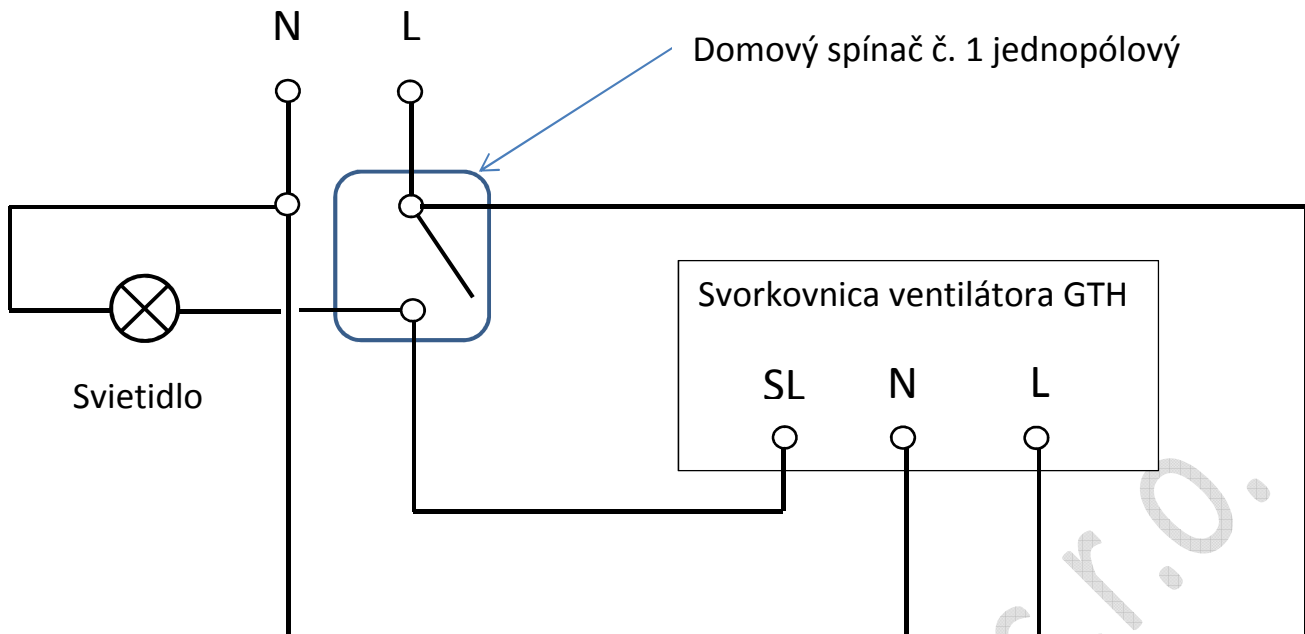 N L
Domový spínač č. 1 jednopólový
Svorkovnica ventilátora GTH
SL N L
Svietidlo
s.r.o.